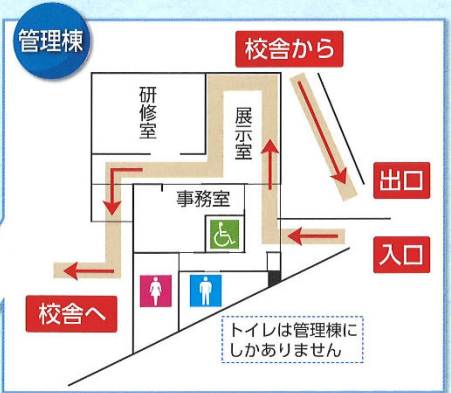 管理棟
校舎から
研修室
展示室
出口
事務室
入口
校舎へ
トイレは管理棟に
しかありません